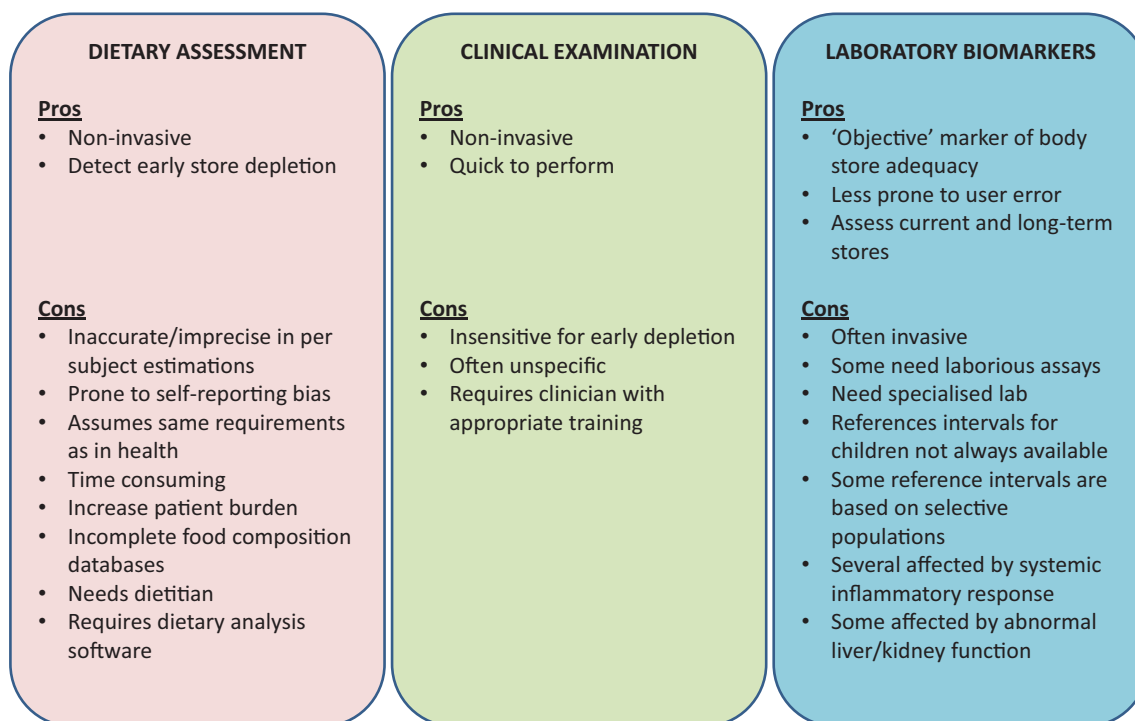 DIETARY ASSESSMENT
Pros
• Non-invasive
• Detect early store depletion
Cons
• Inaccurate/imprecise in per
subject estimations
• Prone to self-reporting bias
• Assumes same requirements
as in health
• Time consuming
• Increase patient burden
• Incomplete food composition
databases
• Needs dietitian
• Requires dietary analysis
software
CLINICAL EXAMINATION
Pros
• Non-invasive
• Quick to perform
Cons
• Insensitive for early depletion
• Often unspecific
• Requires clinician with
appropriate training
LABORATORY BIOMARKERS
Pros
• ‘Objective’ marker of body
store adequacy
• Less prone to user error
• Assess current and long-term
stores
Cons
• Often invasive
• Some need laborious assays
• Need specialised lab
• References intervals for
children not always available
• Some reference intervals are
based on selective
populations
• Several affected by systemic
inflammatory response
• Some affected by abnormal
liver/kidney function